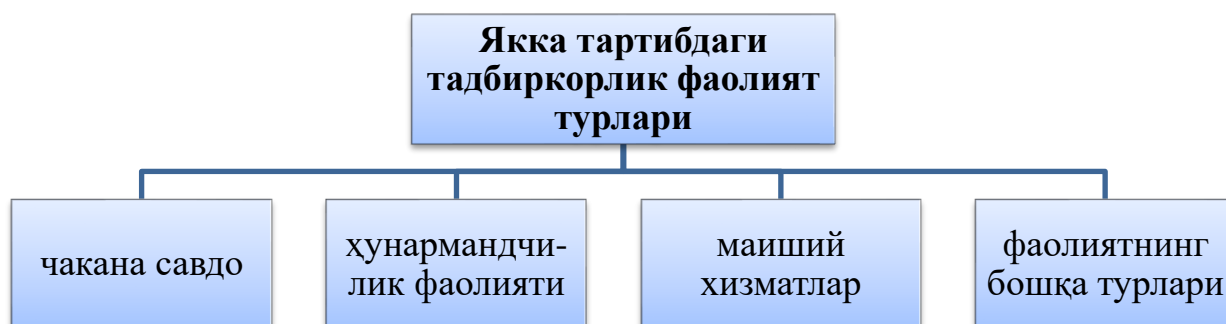 Якка тартибдаги
тадбиркорлик фаолият
турлари
чакана савдо
ҳунармандчи-
лик фаолияти
маиший
хизматлар
фаолиятнинг
бошқа турлари